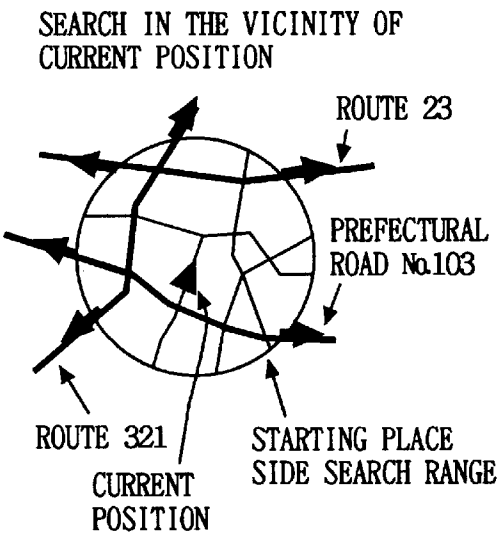 SEARCH IN THE VICINITY OF
CURRENT POSITION
ROUTE 23
PREFECTURAL
ROAD No.103
ROUTE 321
STARTING PLACE
SIDE SEARCH RANGE
CURRENT
POSITION